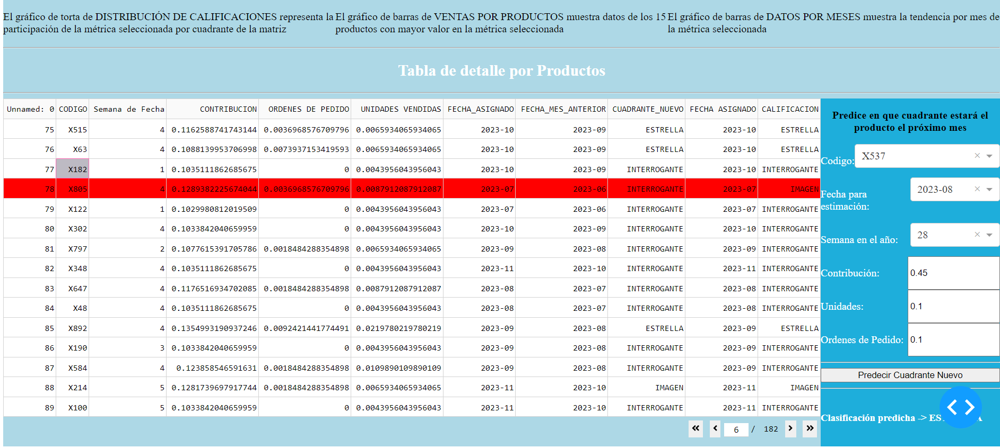 El gráfico de torta de DISTRIBUCIÓN DE CALIFICACIONES representa la
participación de la métrica seleccionada por cuadrante de la matriz
El gráfico de barras de VENTAS POR PRODUCTOS muestra datos de los 15
productos con mayor valor en la métrica seleccionada
El gráfico de barras de DATOS POR MESES muestra la tendencia por mes de
la métrica seleccionada
Tabla de detalle por Productos
Unnamed: 0 CODIGO Semana de Fecha CONTRIBUCION ORDENES DE PEDIDO UNIDADES VENDIDAS FECHA_ASIGNADO FECHA_MES_ANTERIOR CUADRANTE_NUEVO FECHA ASIGNADO CALIFICACION
75 X515 4 0.1162588741743144 0.0036968576709796 0.0065934065934065 2023-10 2023-09 ESTRELLA 2023-10 ESTRELLA
76 X63 4 0.1088139953706998 0.0073937153419593 0.0065934065934065 2023-10 2023-09 ESTRELLA 2023-10 ESTRELLA
77 X182 1 0.1035111862685675 0 0.0043956043956043 2023-10 2023-09 INTERROGANTE 2023-10 INTERROGANTE
78 X805 4 0.1289382225674044 0.0036968576709796 0.0087912087912087 2023-07 2023-06 INTERROGANTE 2023-07 IMAGEN
79 X122 1 0.1029980812019509 0 0.0043956043956043 2023-07 2023-06 INTERROGANTE 2023-07 INTERROGANTE
80 X302 4 0.1033842040659959 0 0.0043956043956043 2023-10 2023-09 INTERROGANTE 2023-10 INTERROGANTE
81 X797 2 0.1077615391705786 0.0018484288354898 0.0065934065934065 2023-09 2023-08 INTERROGANTE 2023-09 INTERROGANTE
82 X348 4 0.1035111862685675 0 0.0043956043956043 2023-11 2023-10 INTERROGANTE 2023-11 INTERROGANTE
83 X647 4 0.1176516934702085 0.0018484288354898 0.0087912087912087 2023-08 2023-07 INTERROGANTE 2023-08 INTERROGANTE
84 X48 4 0.1035111862685675 0 0.0043956043956043 2023-08 2023-07 INTERROGANTE 2023-08 INTERROGANTE
85 X892 4 0.1354993190937246 0.0092421441774491 0.0219780219780219 2023-09 2023-08 ESTRELLA 2023-09 ESTRELLA
86 X190 3 0.1033842040659959 0 0.0043956043956043 2023-09 2023-08 INTERROGANTE 2023-09 INTERROGANTE
87 X584 4 0.123858546591631 0.0018484288354898 0.0109890109890109 2023-09 2023-08 INTERROGANTE 2023-09 INTERROGANTE
88 X214 5 0.1281739697917744 0.0018484288354898 0.0065934065934065 2023-11 2023-10 IMAGEN 2023-11 IMAGEN
89 X100 5 0.1033842040659959 0 0.0043956043956043 2023-11 2023-10 INTERROGANTE 2023-11 INTERROGANTE
6 / 182
Predice en que cuadrante estará el
producto el próximo mes
Codigo: X537
Fecha para
estimación: 2023-08
Semana en el año: 28
Contribución: 0.45
Unidades: 0.1
Ordenes de Pedido: 0.1
Predecir Cuadrante Nuevo
Clasificación predicha ->